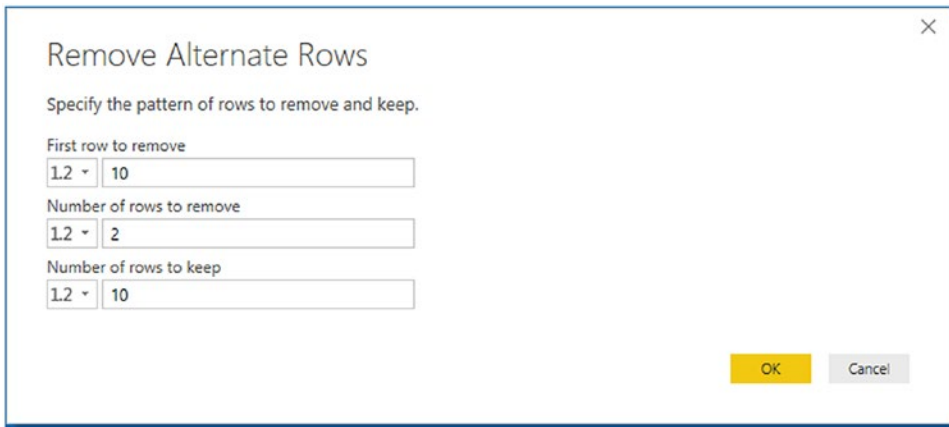 Remove Alternate Rows
Specify the pattern of rows to remove and keep.
First row to remove
1.2 10
Number of rows to remove
1.2 2
Number of rows to keep
1.2 10
OK Cancel